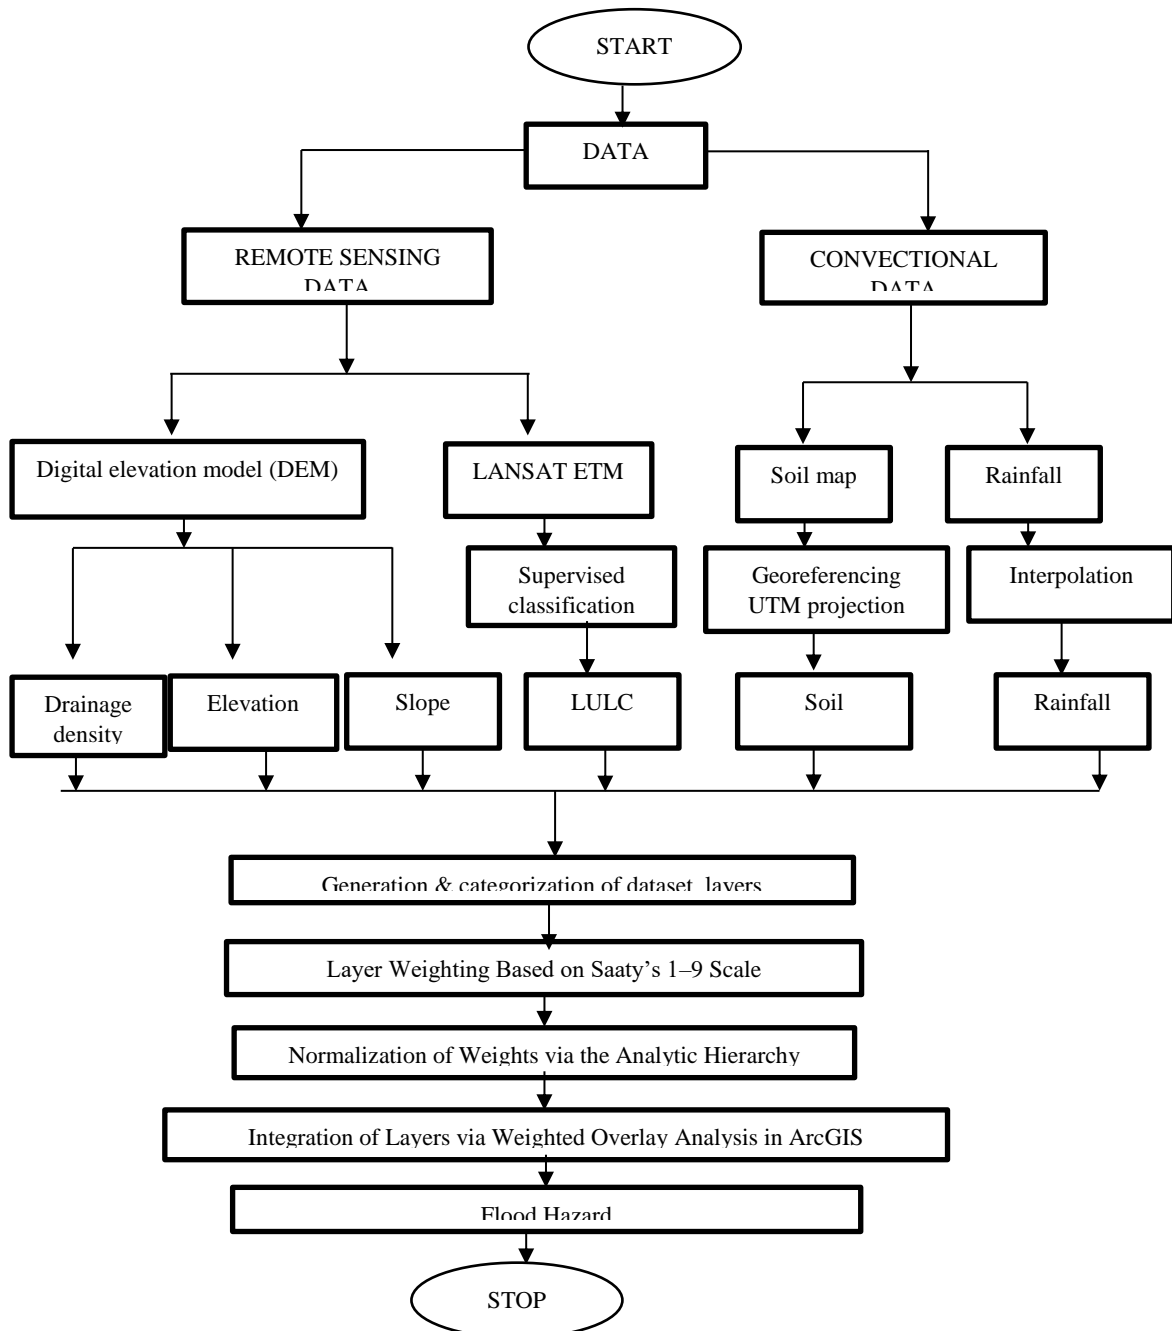 START
DATA
REMOTE SENSING
DATA
CONVECTIONAL
DATA
Digital elevation model (DEM)
LANSAT ETM
Soil map
Rainfall
Supervised
classification
Georeferencing
UTM projection
Interpolation
Drainage
density
Elevation
Slope
LULC
Soil
Rainfall
Generation & categorization of dataset layers
Layer Weighting Based on Saaty’s 1–9 Scale
Normalization of Weights via the Analytic Hierarchy
Integration of Layers via Weighted Overlay Analysis in ArcGIS
Flood Hazard
STOP